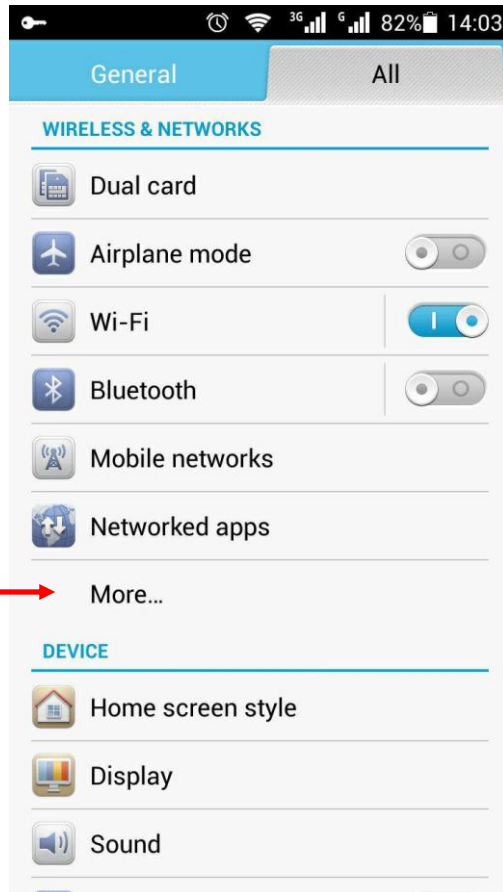 3G G 82% 14:03
General All
WIRELESS & NETWORKS
Dual card
Airplane mode
Wi-Fi
Bluetooth
Mobile networks
Networked apps
More...
DEVICE
Home screen style
Display
Sound